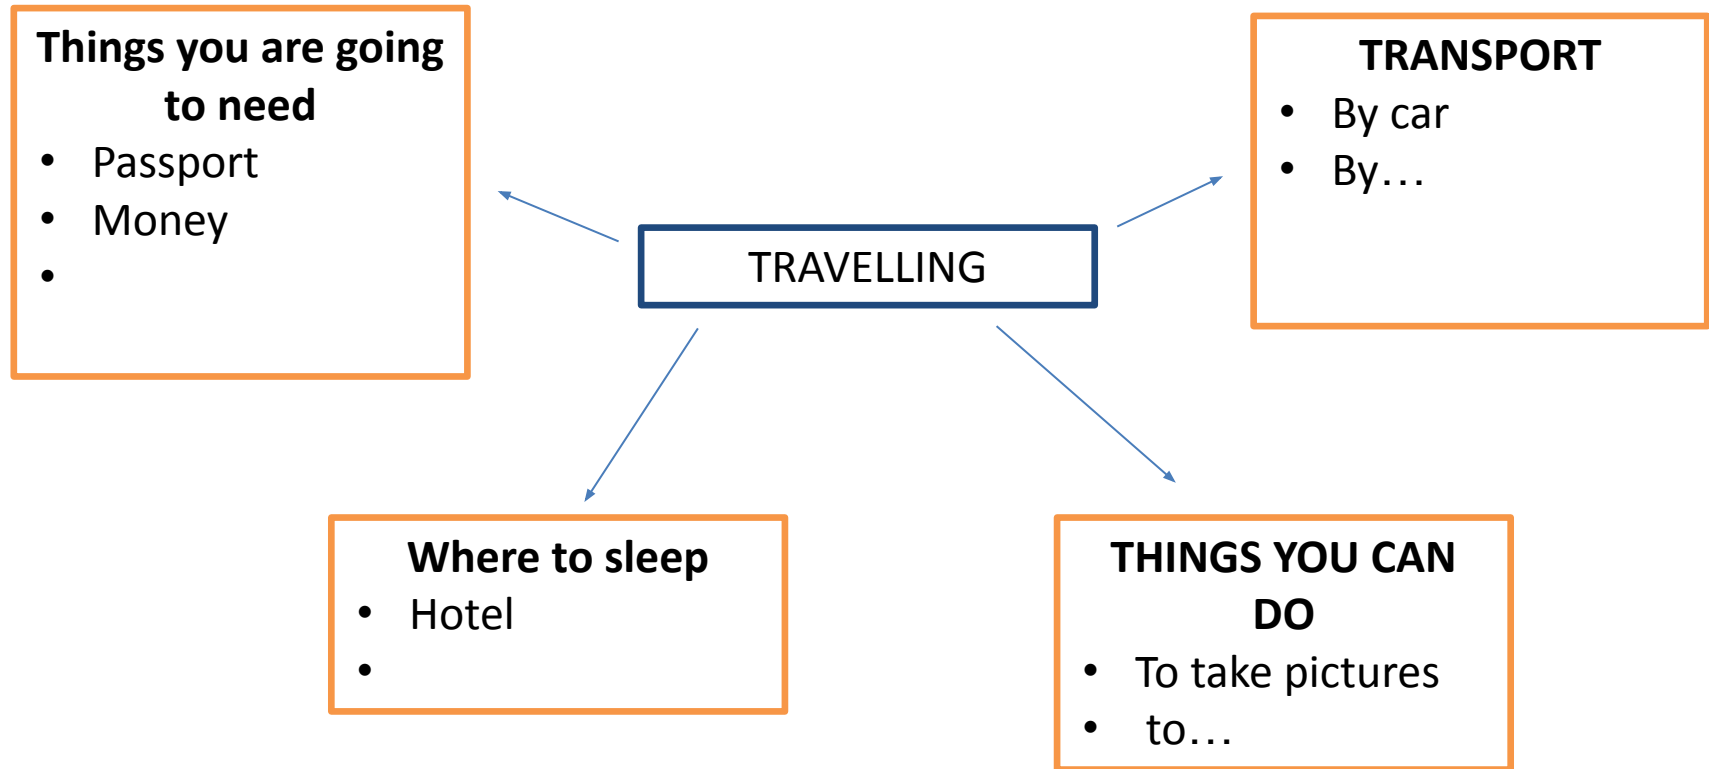 Things you are going
to need
• Passport
• Money
•
TRANSPORT
• By car
• By…
TRAVELLING
Where to sleep
• Hotel
•
THINGS YOU CAN
DO
• To take pictures
• to…